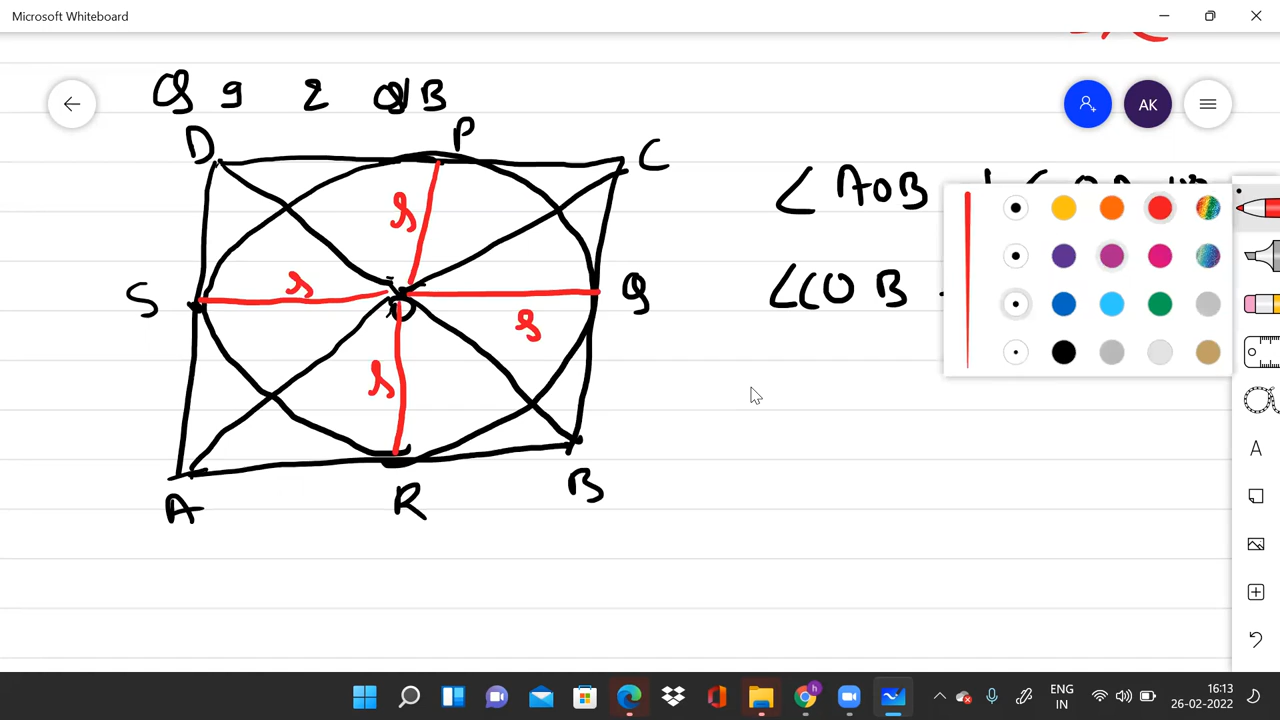 Microsoft Whiteboard
Q 9 2 QB
AK
D P C
∠AOB
r
S r O Q
∠COB
r
r
A R B
A
ENG
IN
16:13
26-02-2022